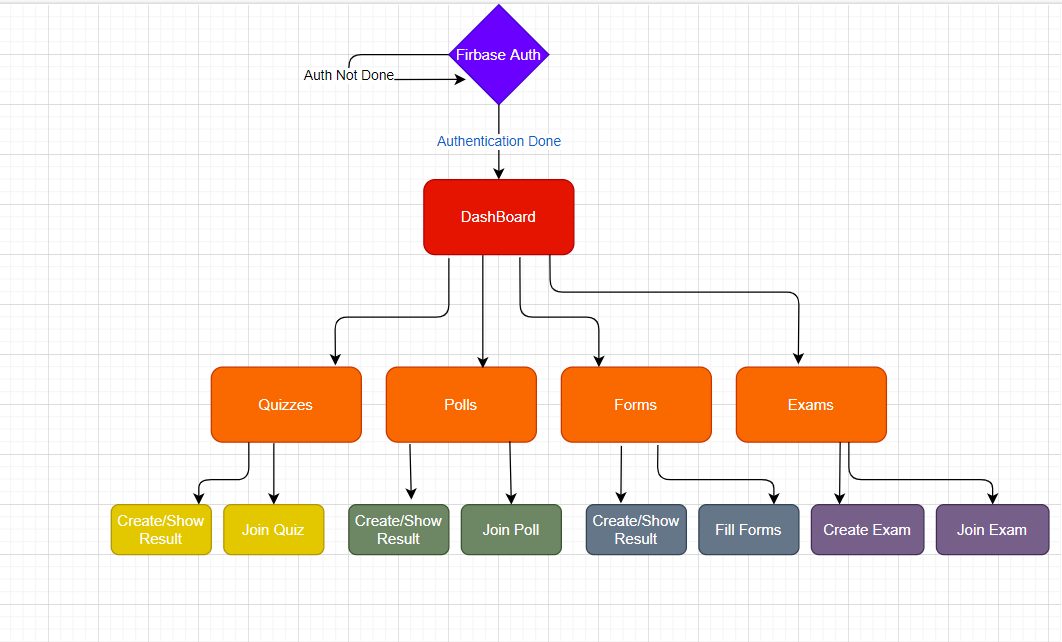 Firbase Auth
Auth Not Done
Authentication Done
DashBoard
Quizzes
Polls
Forms
Exams
Create/Show
Result
Join Quiz
Create/Show
Result
Join Poll
Create/Show
Result
Fill Forms
Create Exam
Join Exam